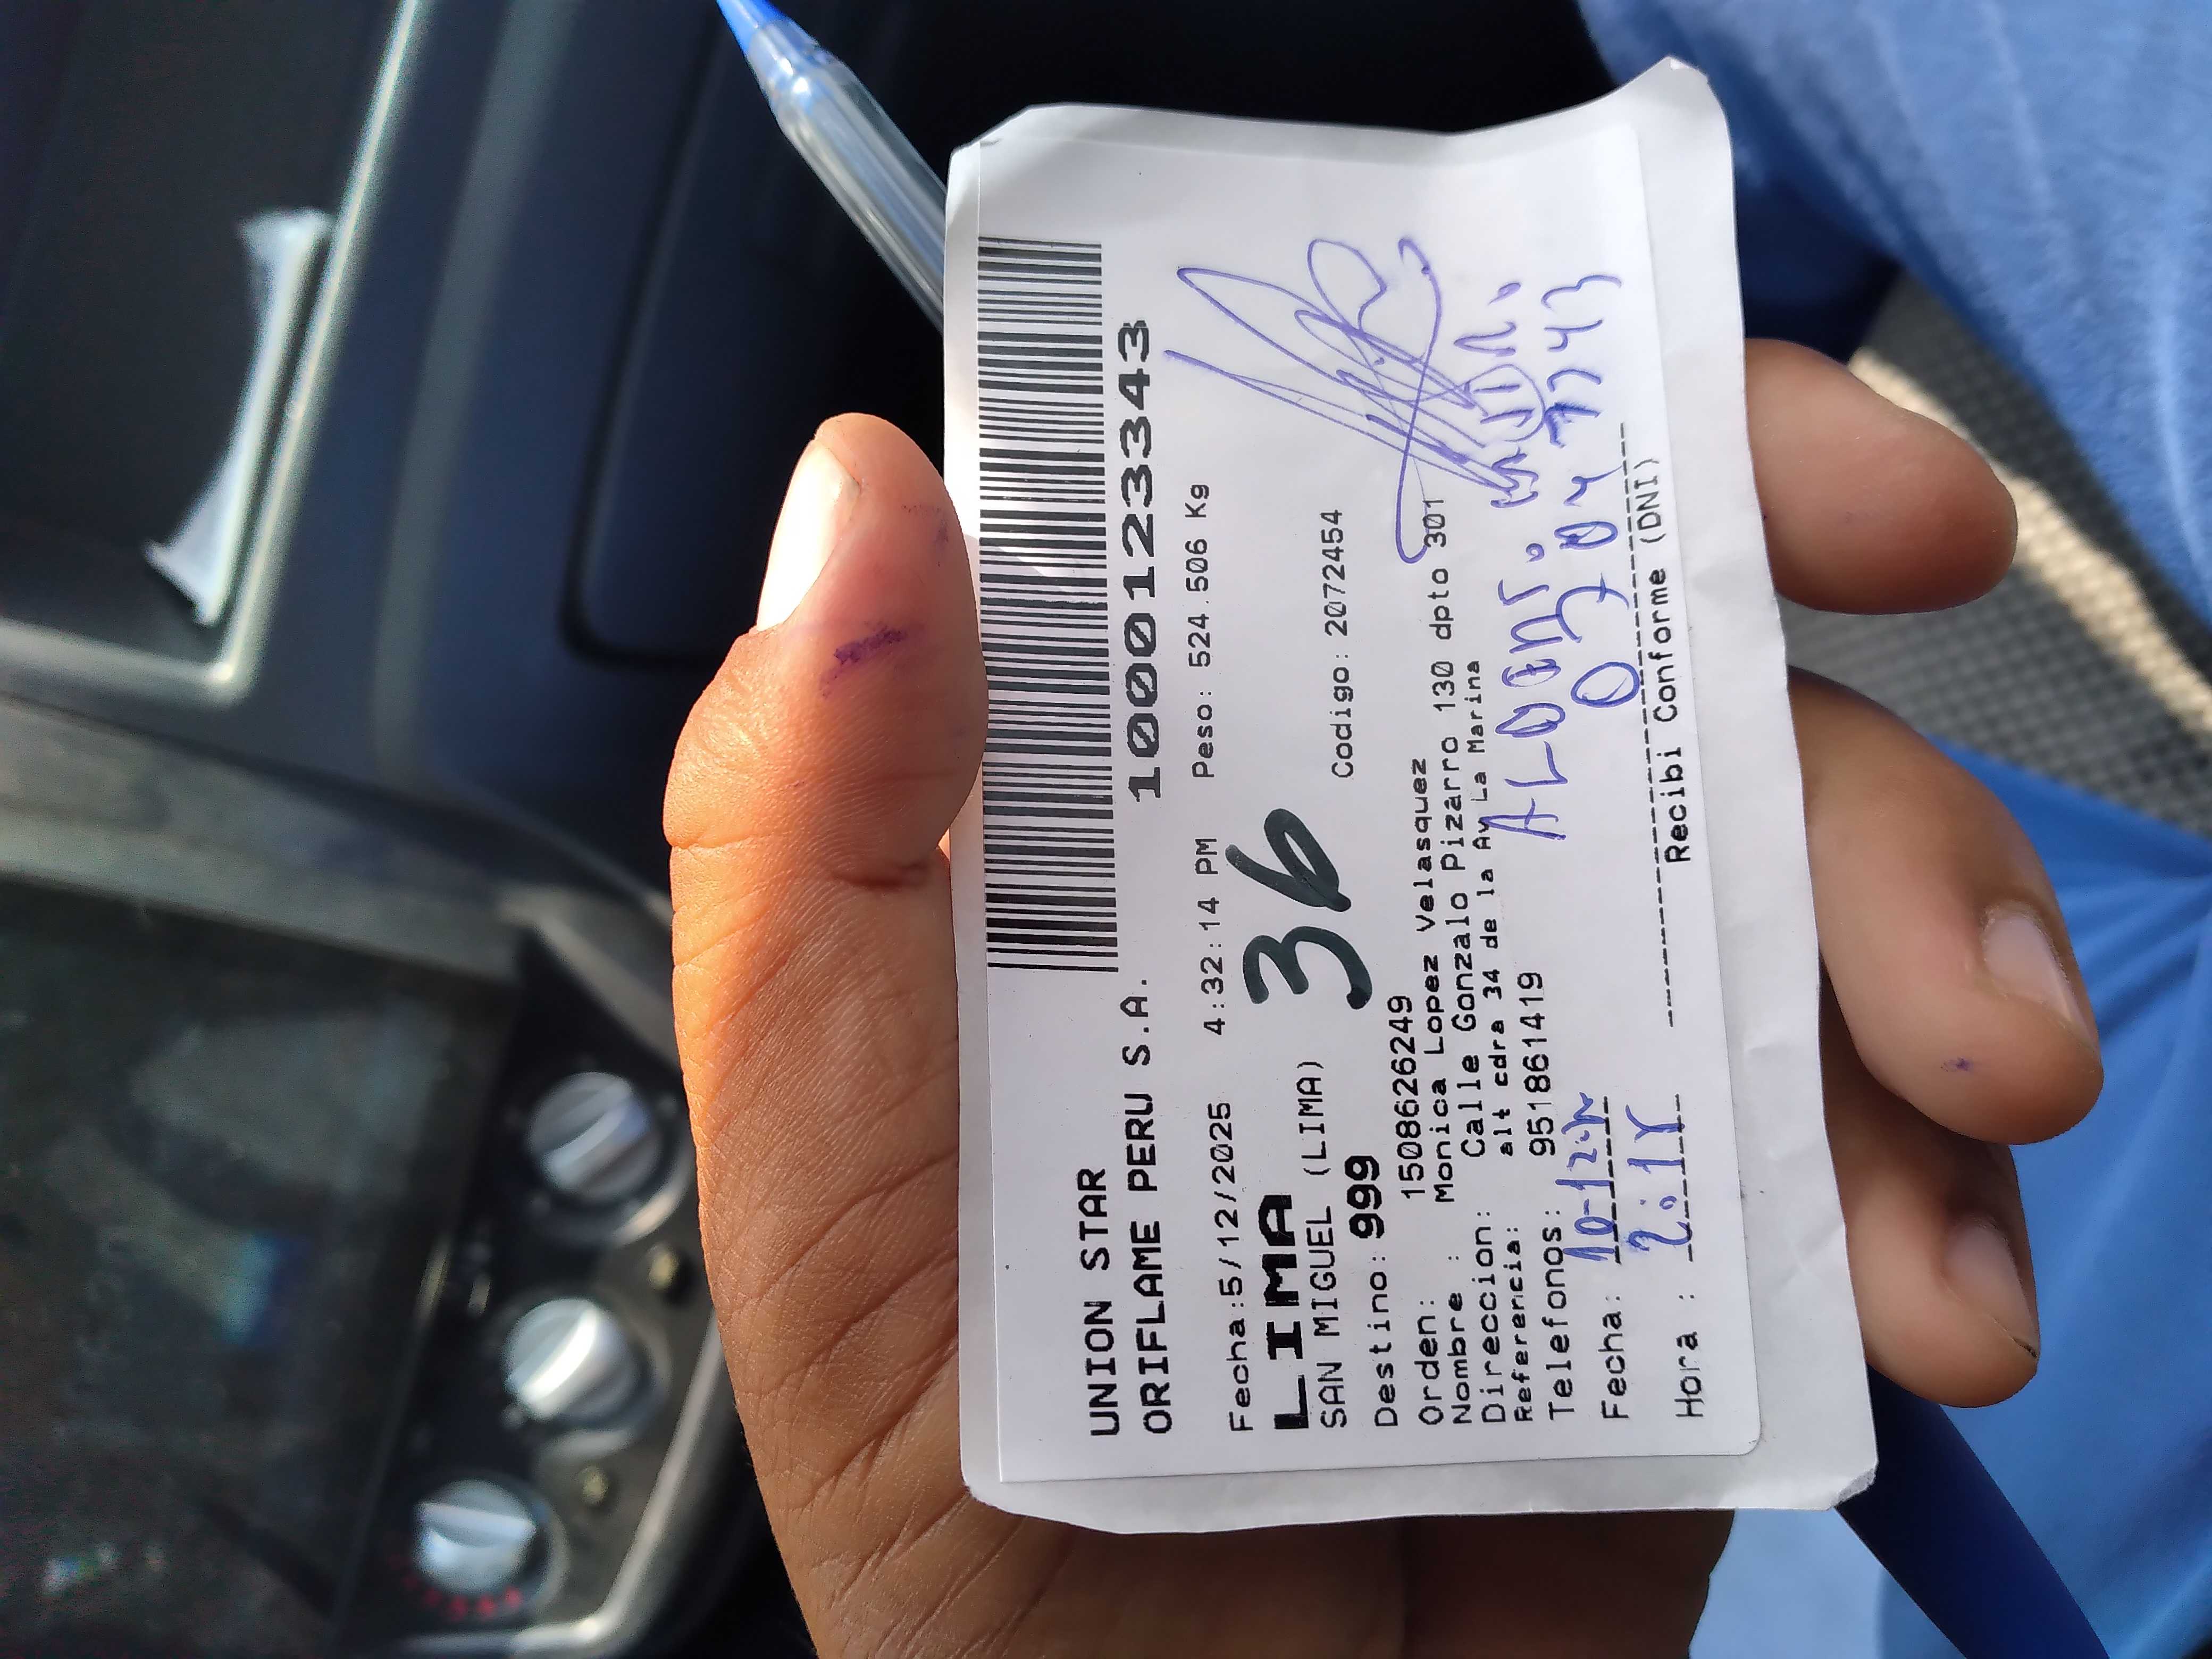 UNION STAR
ORIFLAME PERU S.A. 1000123343
Fecha:5/12/2025 4:32:14 PM Peso: 524.506 Kg
LIMA 36
SAN MIGUEL (LIMA)
Destino: 999 Codigo: 2072454
Orden: 15086266249
Nombre : Monica Lopez Velasquez
Direccion: Calle Gonzalo Pizarro 130 dpto 301
Referencia: alt cdra 34 de la Av La Marina
Telefonos: 951861419
Fecha: 10-12
Hora : 2:1
Recibi Conforme (DNI)